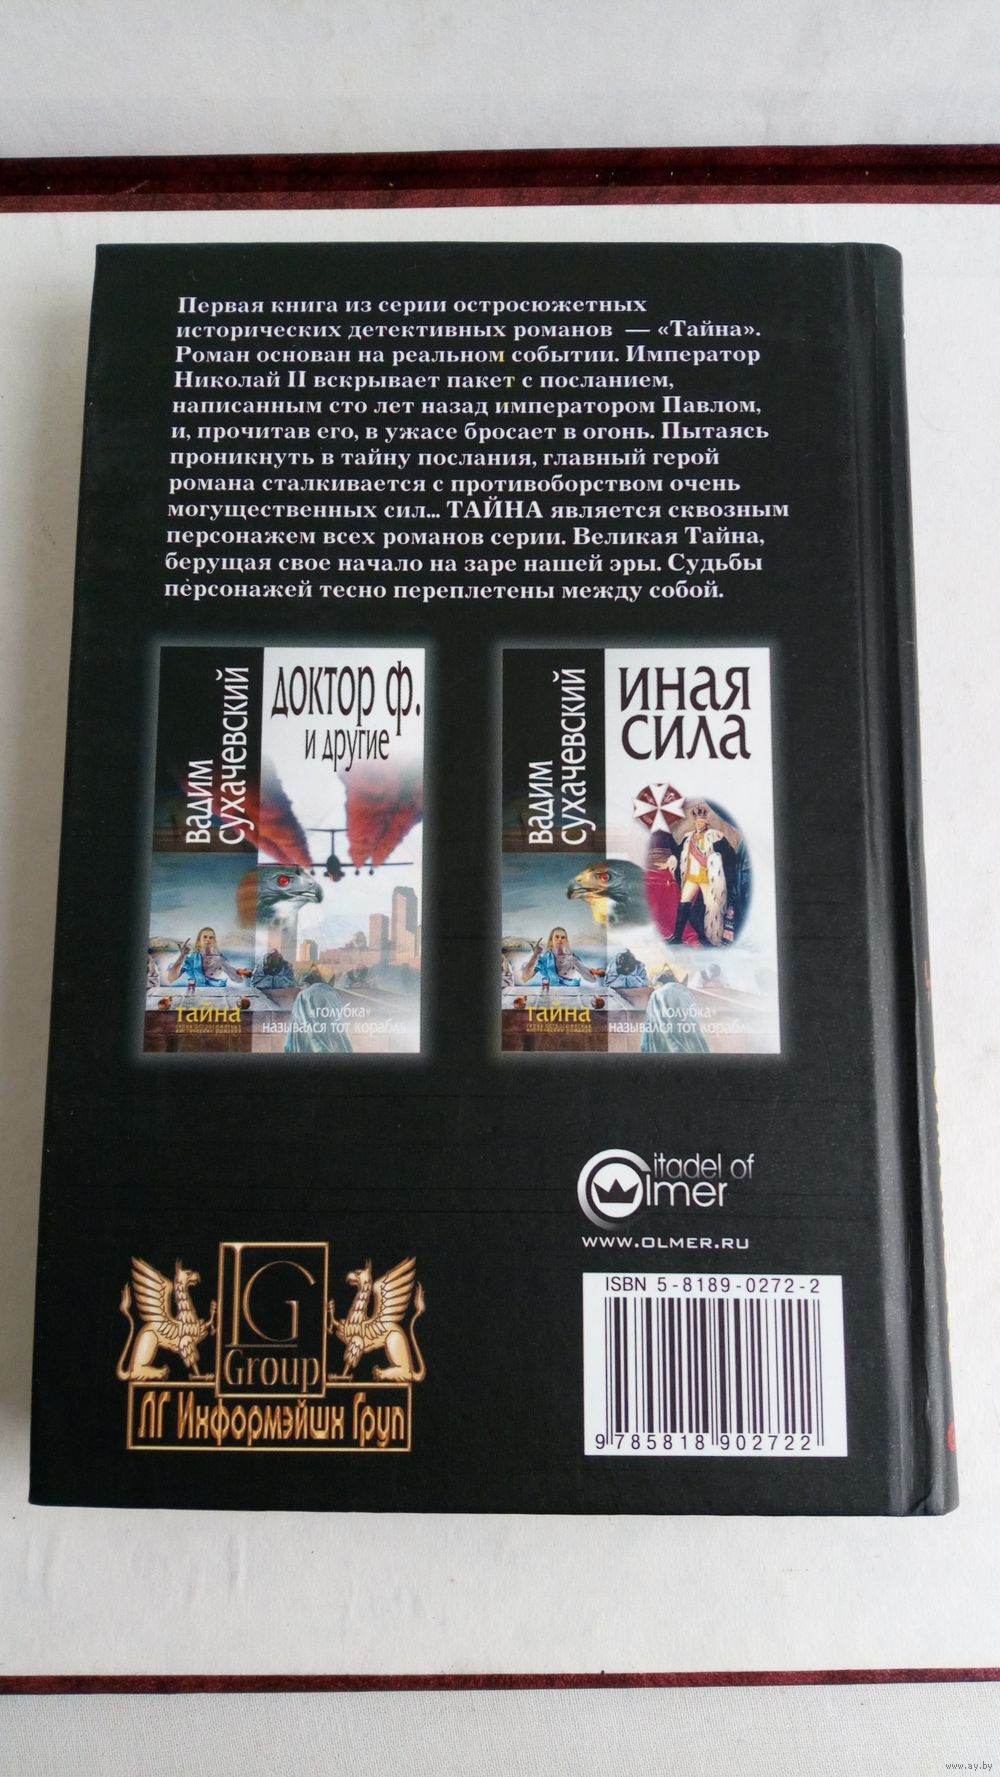 Первая книга из серии остросюжетных
исторических детективных романов — «Тайна».
Роман основан на реальном событии. Император
Николай II вскрывает пакет с посланием,
написанным сто лет назад императором Павлом,
и, прочитав его, в ужасе бросает в огонь. Пытаясь
проникнуть в тайну послания, главный герой
романа сталкивается с противоборством очень
могущественных сил... ТАЙНА является сквозным
персонажем всех романов серии. Великая Тайна,
берущая свое начало на заре нашей эры. Судьбы
персонажей тесно переплетены между собой.
вадим
сухачевский
доктор ф.
и другие
тайна
«голубка»
назывался тот корабль
вадим
сухачевский
иная
сила
тайна
«голубка»
назывался тот корабль
Citadel of
Olmer
WWW.OLMER.RU
LG
Group
ЛГ Информэйшн Груп
ISBN 5-8189-0272-2
9 785818 902722
www.ay.by